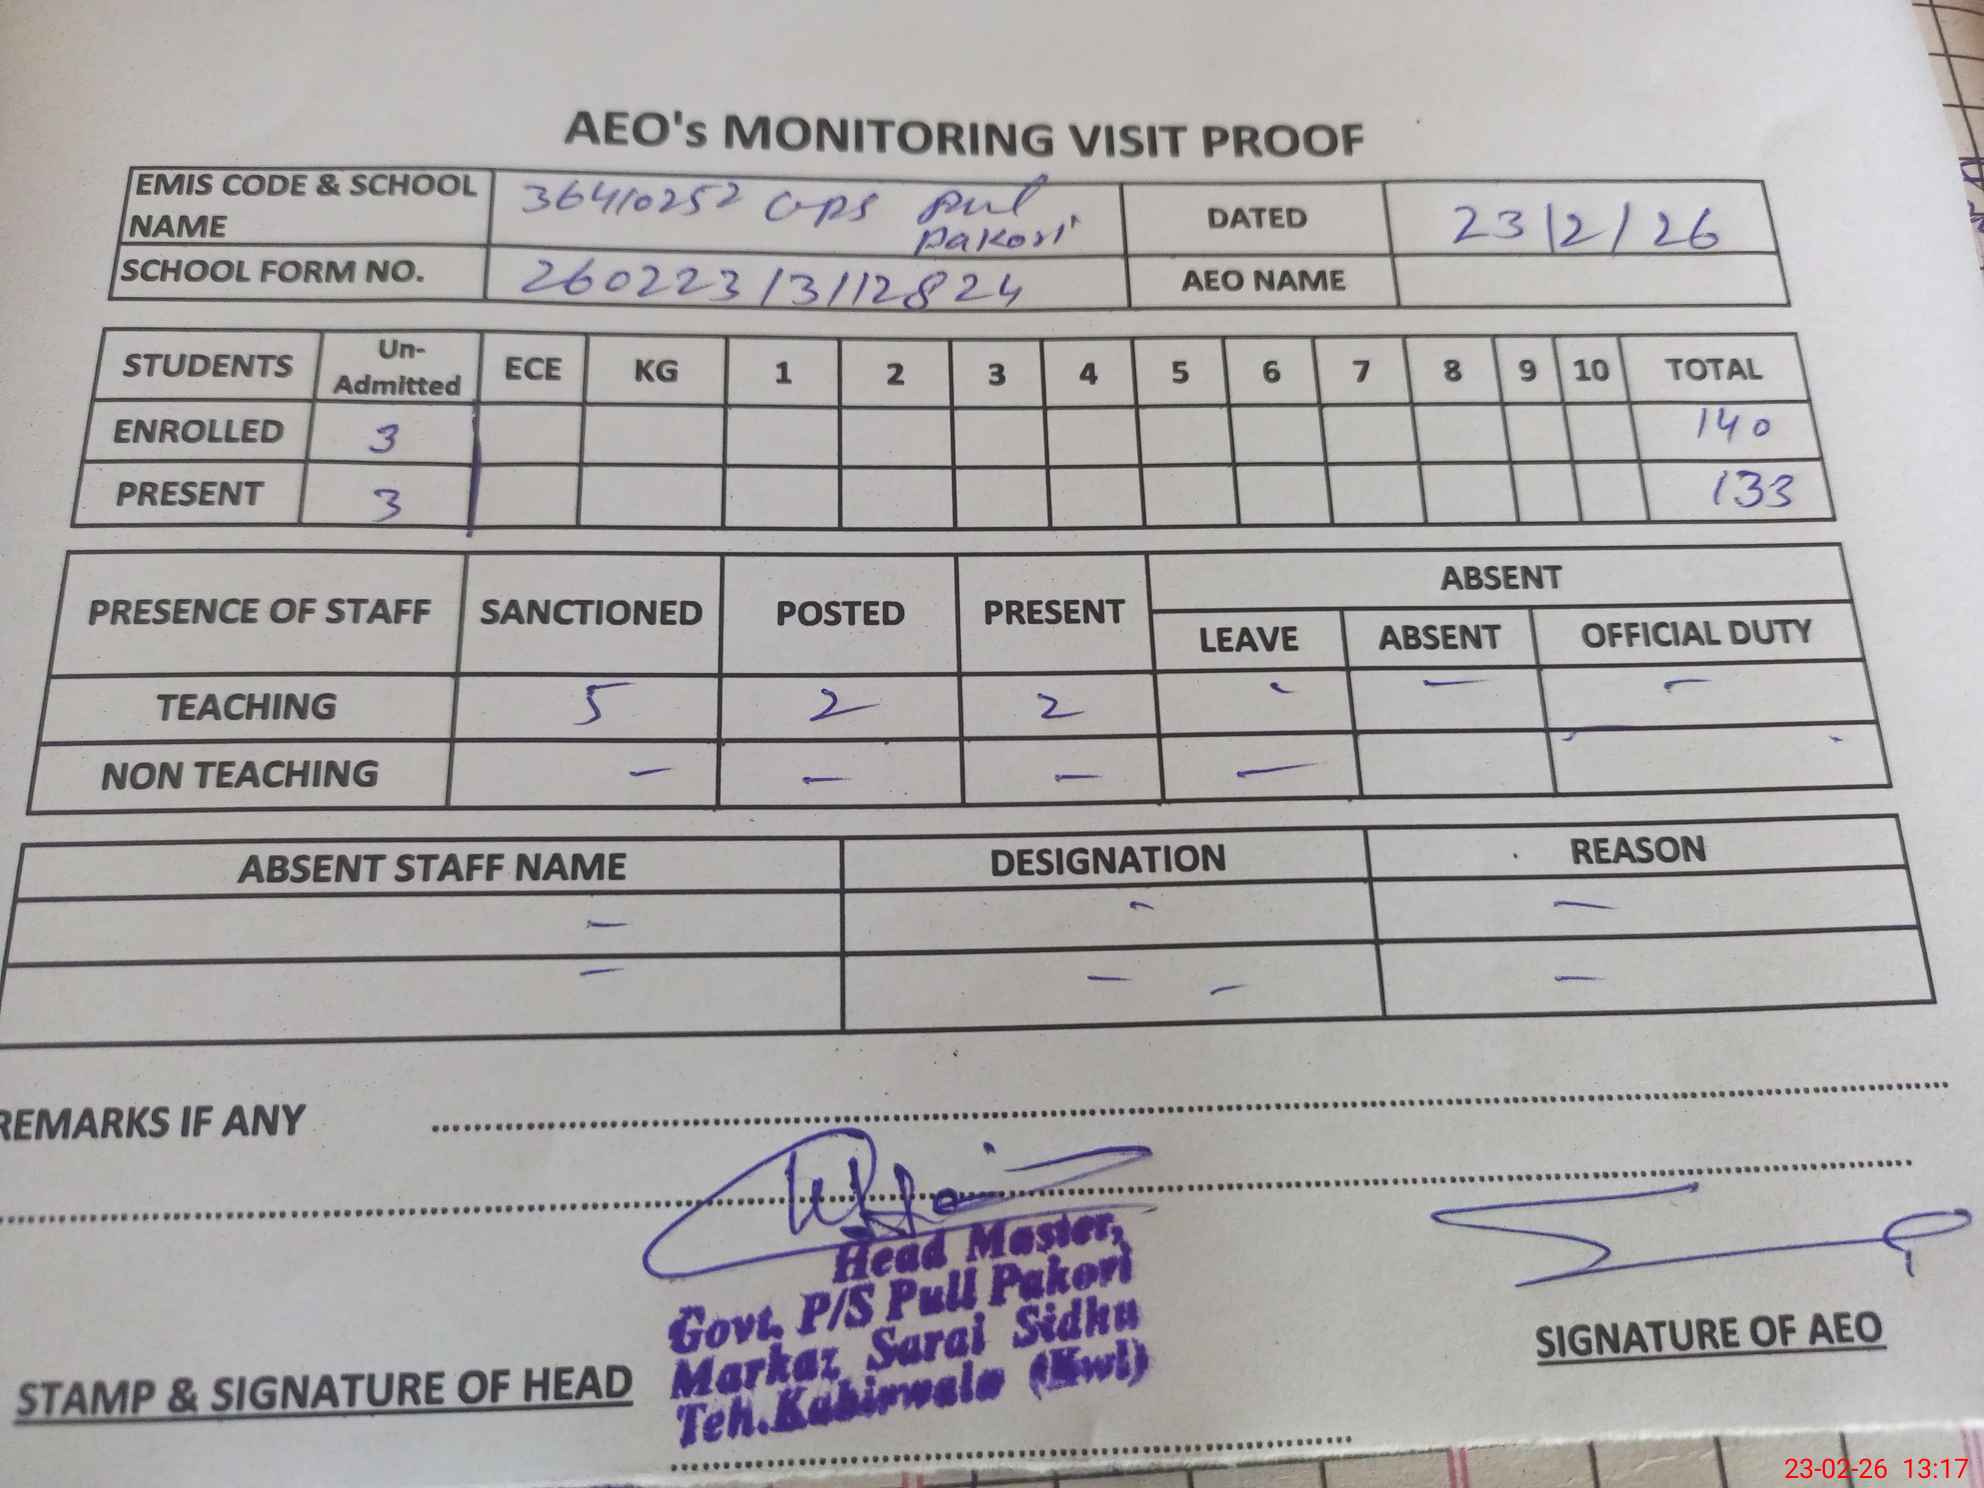 AEO's MONITORING VISIT PROOF
EMIS CODE & SCHOOL NAME 36410252 GPS Pul Pakori DATED 23/2/26
SCHOOL FORM NO. 26022313112824 AEO NAME
STUDENTS Un-Admitted ECE KG 1 2 3 4 5 6 7 8 9 10 TOTAL
ENROLLED 3 140
PRESENT 3 133
PRESENCE OF STAFF SANCTIONED POSTED PRESENT ABSENT
LEAVE ABSENT OFFICIAL DUTY
TEACHING 5 2 2 - - -
NON TEACHING - - - -
ABSENT STAFF NAME DESIGNATION REASON
- - -
- - - -
REMARKS IF ANY
Head Master,
Govt. P/S Pull Pakori
Markaz Sarai Sidhu
Teh. Kabirwala (Kwl)
STAMP & SIGNATURE OF HEAD
SIGNATURE OF AEO
23-02-26 13:17